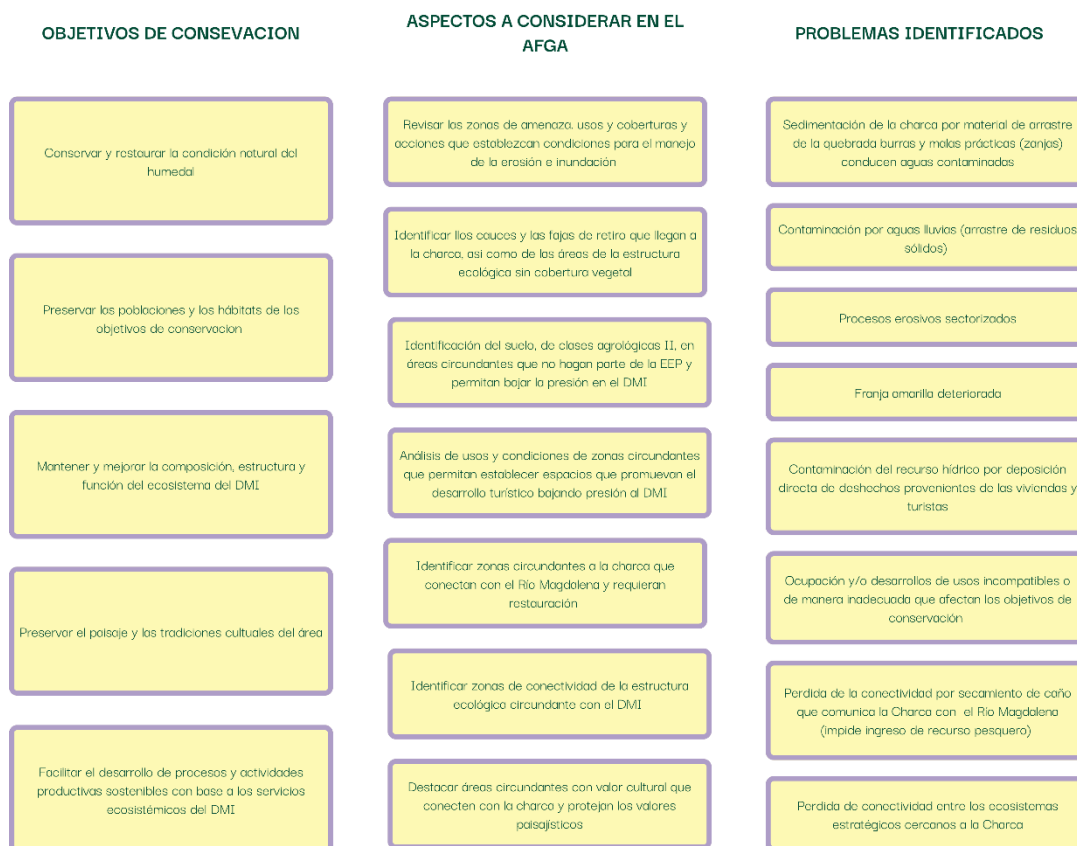 OBJETIVOS DE CONSEVACION
Conservar y restaurar la condición natural del
humedal
Preservar las poblaciones y los hábitats de los
objetivos de conservacion
Mantener y mejorar la composición, estructura y
función del ecosistema del DMI
Preservar el paisaje y las tradiciones culturales del área
Facilitar el desarrollo de procesos y actividades
productivas sostenibles con base a los servicios
ecosistémicos del DMI
ASPECTOS A CONSIDERAR EN EL
AFGA
Revisar las zonas de amenaza, usos y coberturas y
acciones que establezcan condiciones para el manejo
de la erosión e inundación
Identificar llos cauces y las fajas de retiro que llegan a
la charca, asi como de las áreas de la estructura
ecológica sin cobertura vegetal
Identificación del suelo, de clases agrológicas II, en
áreas circundantes que no hagan parte de la EEP y
permitan bajar la presión en el DMI
Análisis de usos y condiciones de zonas circundantes
que permitan establecer espacios que promuevan el
desarrollo turístico bajando presión al DMI
Identificar zonas circundantes a la charca que
conectan con el Río Magdalena y requieran
restauración
Identificar zonas de conectividad de la estructura
ecológica circundante con el DMI
Destacar áreas circundantes con valor cultural que
conecten con la charca y protejan los valores
paisajísticos
PROBLEMAS IDENTIFICADOS
Sedimentación de la charca por material de arrastre
de la quebrada burras y malas prácticas (zanjas)
conducen aguas contaminadas
Contaminación por aguas lluvias (arrastre de residuos
sólidos)
Procesos erosivos sectorizados
Franja amarilla deteriorada
Contaminación del recurso hídrico por deposición
directa de deshechos provenientes de las viviendas y
turistas
Ocupación y/o desarrollos de usos incompatibles o
de manera inadecuada que afectan los objetivos de
conservación
Perdida de la conectividad por secamiento de caño
que comunica la Charca con el Río Magdalena
(impide ingreso de recurso pesquero)
Perdida de conectividad entre los ecosistemas
estratégicos cercanos a la Charca